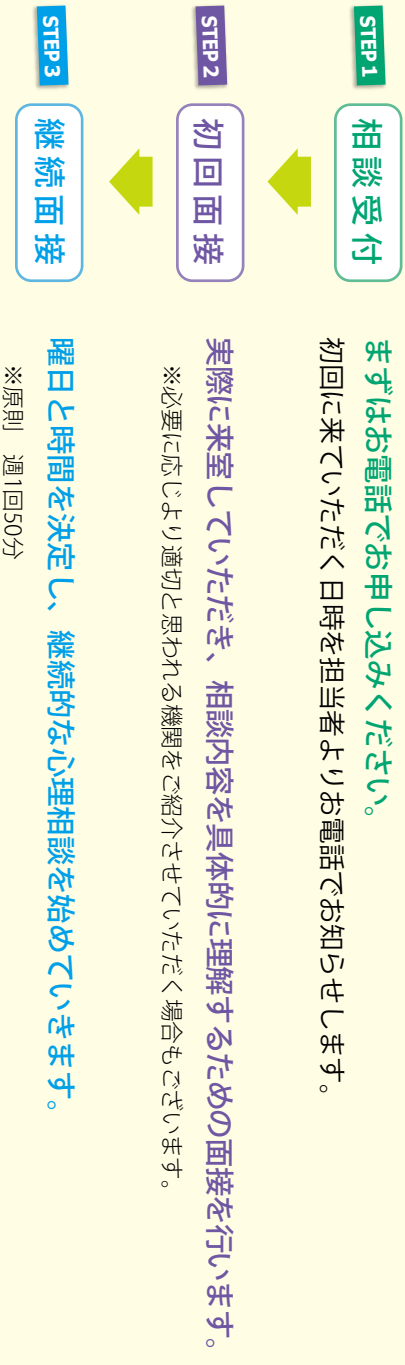 STEP 1
相談受付
まずはお電話でお申し込みください。
初回に来ていただく日時を担当者よりお電話でお知らせします。
STEP 2
初回面接
実際に来室していただき、相談内容を具体的に理解するための面接を行います。
※必要に応じより適切と思われる機関をご紹介させていただく場合もございます。
STEP 3
継続面接
曜日と時間を決定し、継続的な心理相談を始めていきます。
※原則　週1回50分